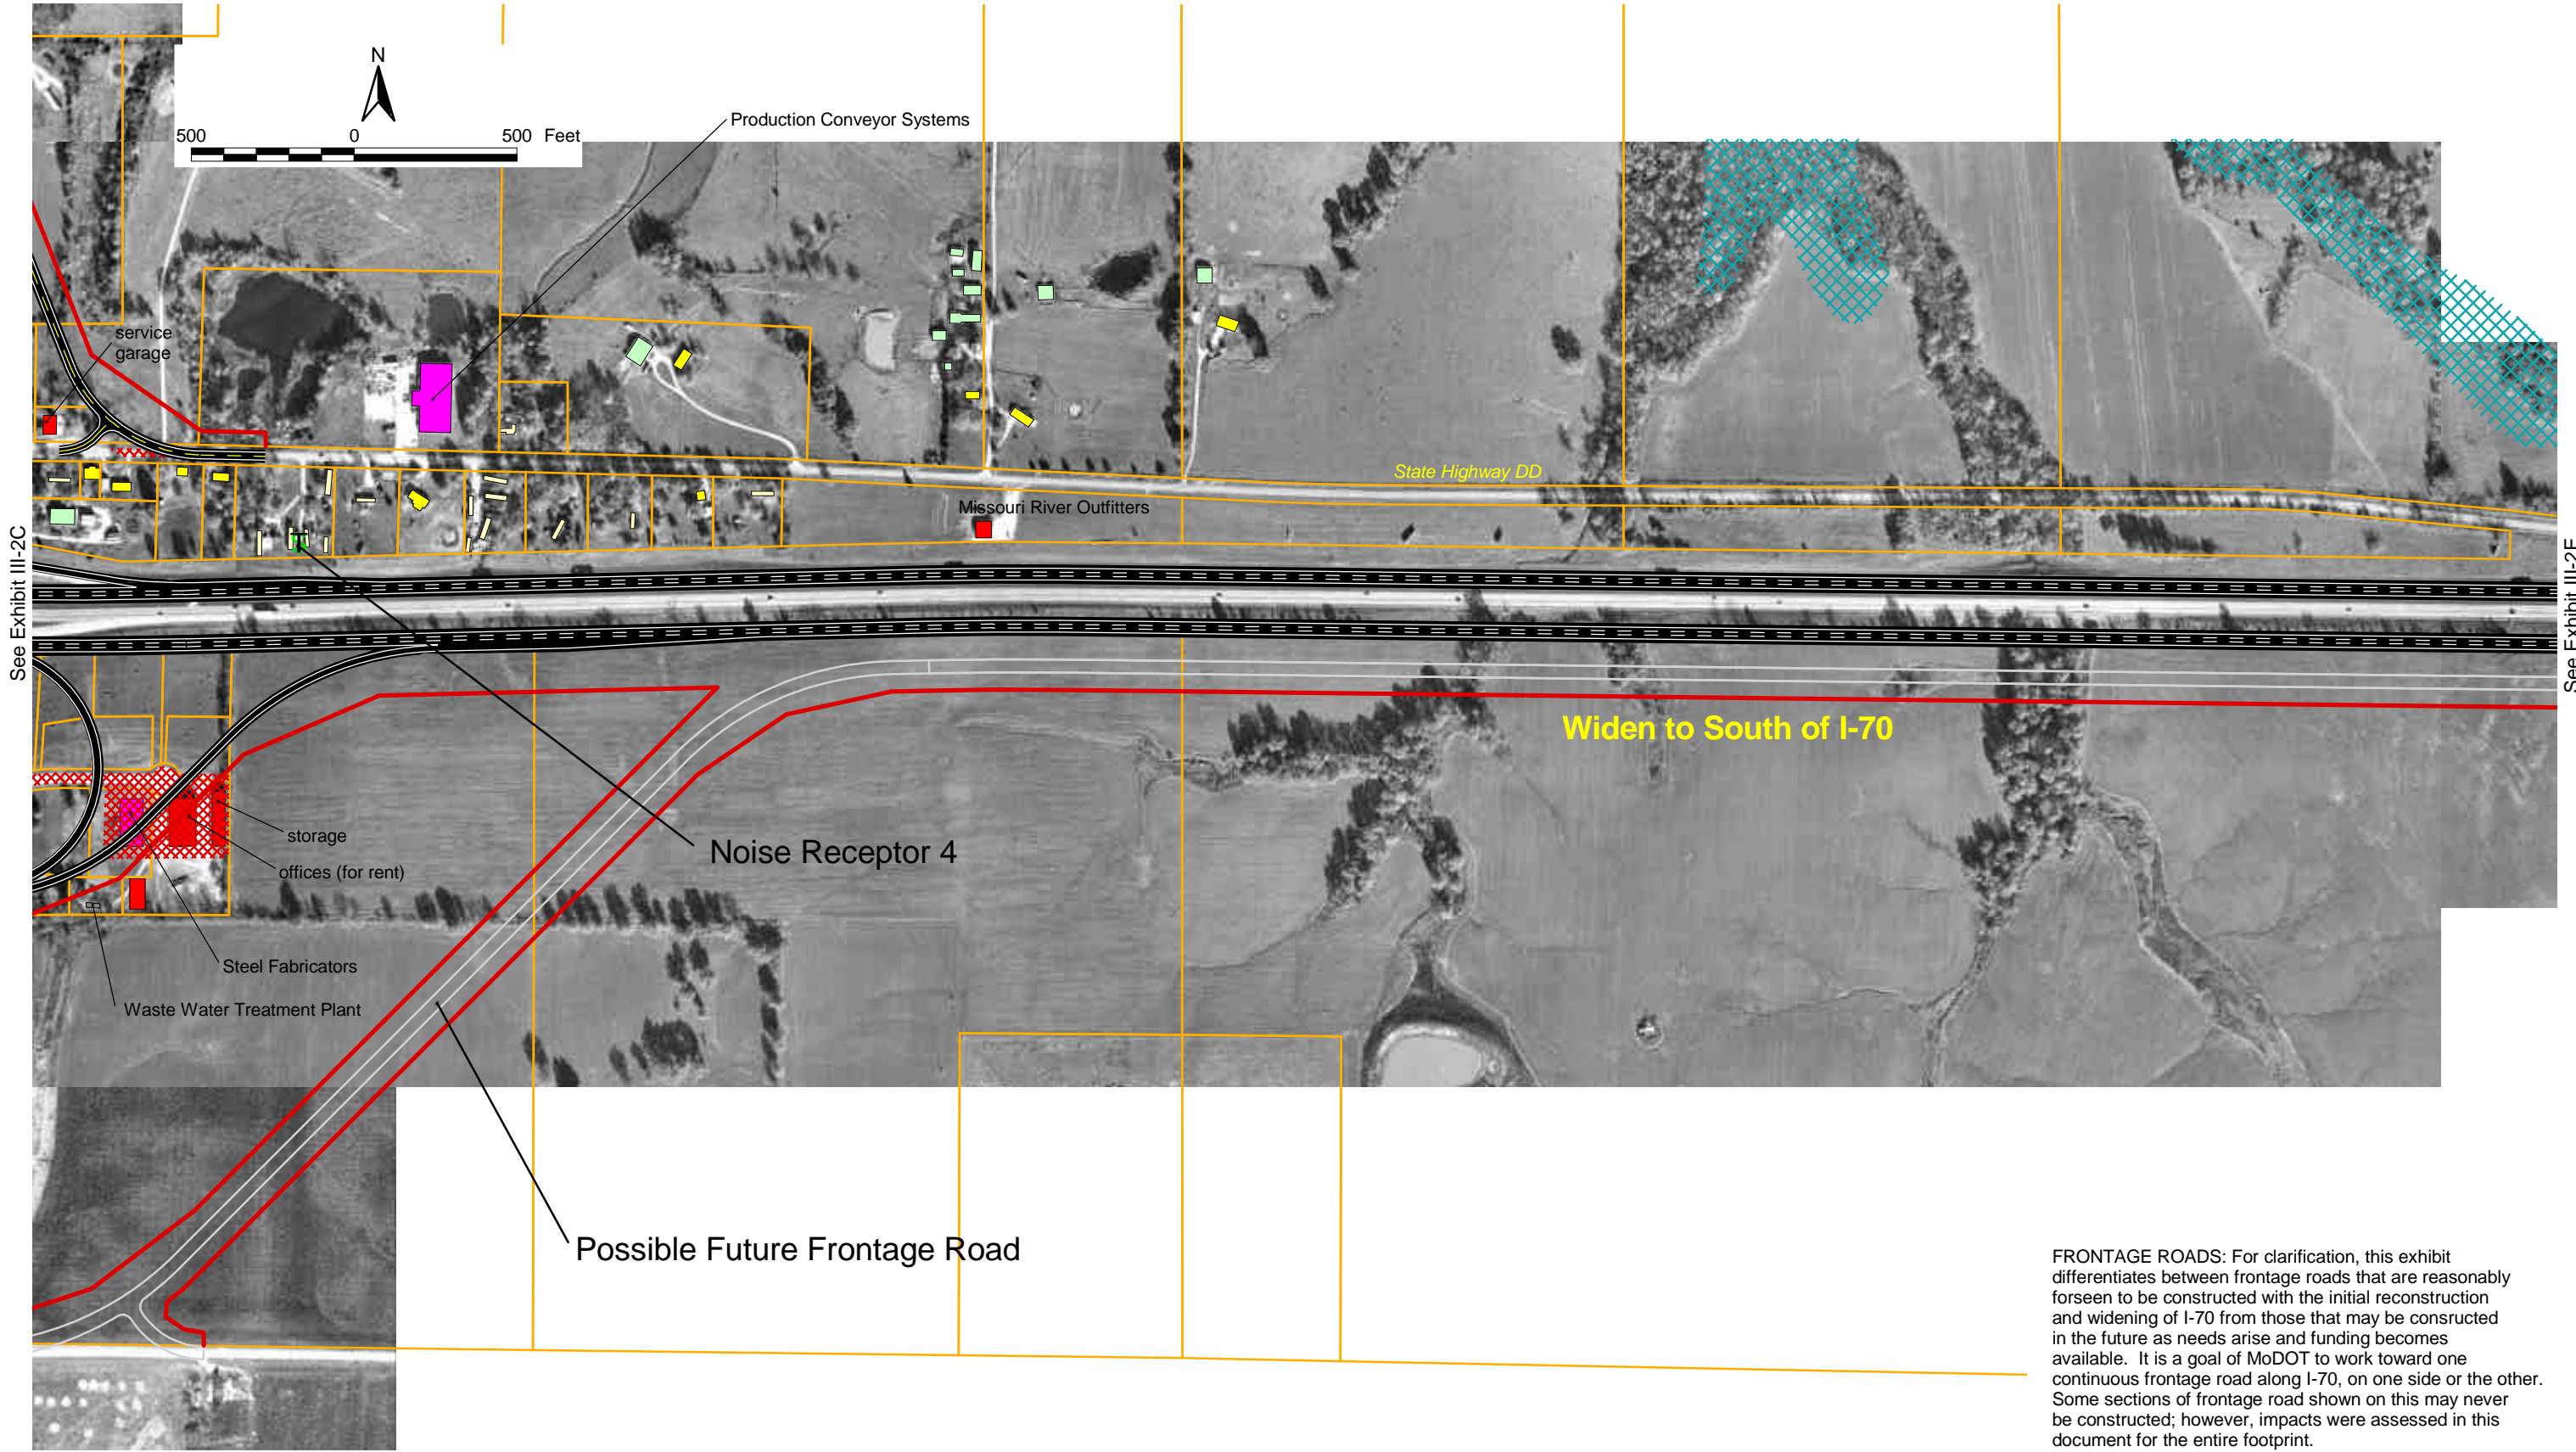 N
500 0 500 Feet
Production Conveyor Systems
service
garage
State Highway DD
Missouri River Outfitters
See Exhibit III-2C
See Exhibit III-2E
Widen to South of I-70
Noise Receptor 4
storage
offices (for rent)
Steel Fabricators
Waste Water Treatment Plant
Possible Future Frontage Road
FRONTAGE ROADS: For clarification, this exhibit
differentiates between frontage roads that are reasonably
forseen to be constructed with the initial reconstruction
and widening of I-70 from those that may be consructed
in the future as needs arise and funding becomes
available. It is a goal of MoDOT to work toward one
continuous frontage road along I-70, on one side or the other.
Some sections of frontage road shown on this may never
be constructed; however, impacts were assessed in this
document for the entire footprint.